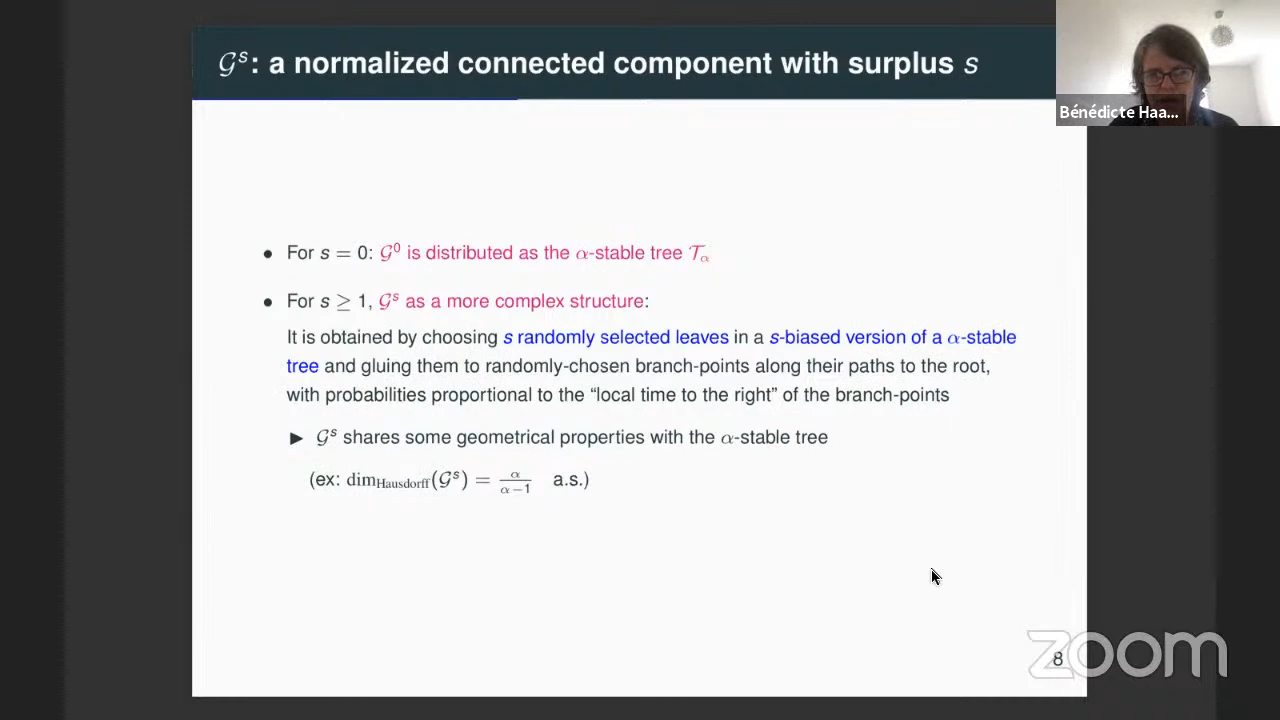 𝒢ˢ: a normalized connected component with surplus s
Bénédicte Haa...
• For s = 0: 𝒢⁰ is distributed as the α-stable tree 𝒯_α
• For s ≥ 1, 𝒢ˢ as a more complex structure:
It is obtained by choosing s randomly selected leaves in a s-biased version of a α-stable
tree and gluing them to randomly-chosen branch-points along their paths to the root,
with probabilities proportional to the “local time to the right” of the branch-points
► 𝒢ˢ shares some geometrical properties with the α-stable tree
(ex: dim_Hausdorff(𝒢ˢ) = α/(α−1) a.s.)
zoom
8